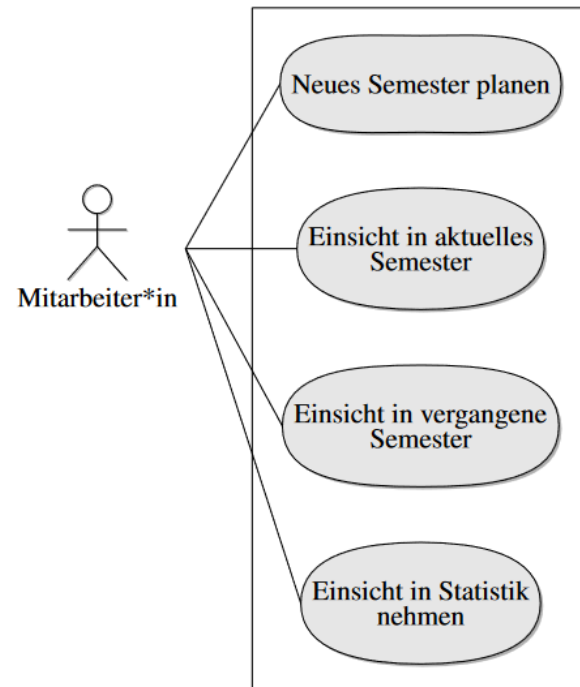 Neues Semester planen
Einsicht in aktuelles
Semester
Mitarbeiter*in
Einsicht in vergangene
Semester
Einsicht in Statistik
nehmen